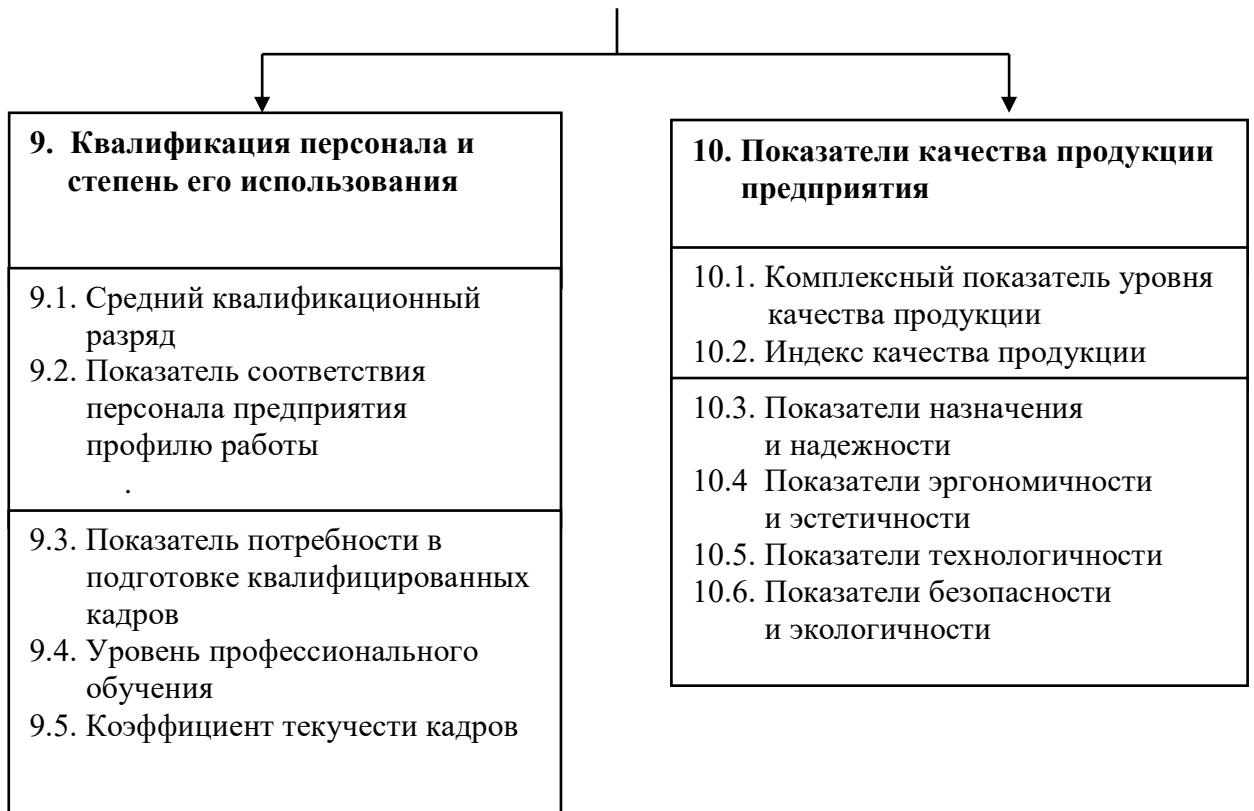 9. Квалификация персонала и
степень его использования
9.1. Средний квалификационный
разряд
9.2. Показатель соответствия
персонала предприятия
профилю работы
.
9.3. Показатель потребности в
подготовке квалифицированных
кадров
9.4. Уровень профессионального
обучения
9.5. Коэффициент текучести кадров
10. Показатели качества продукции
предприятия
10.1. Комплексный показатель уровня
качества продукции
10.2. Индекс качества продукции
10.3. Показатели назначения
и надежности
10.4 Показатели эргономичности
и эстетичности
10.5. Показатели технологичности
10.6. Показатели безопасности
и экологичности